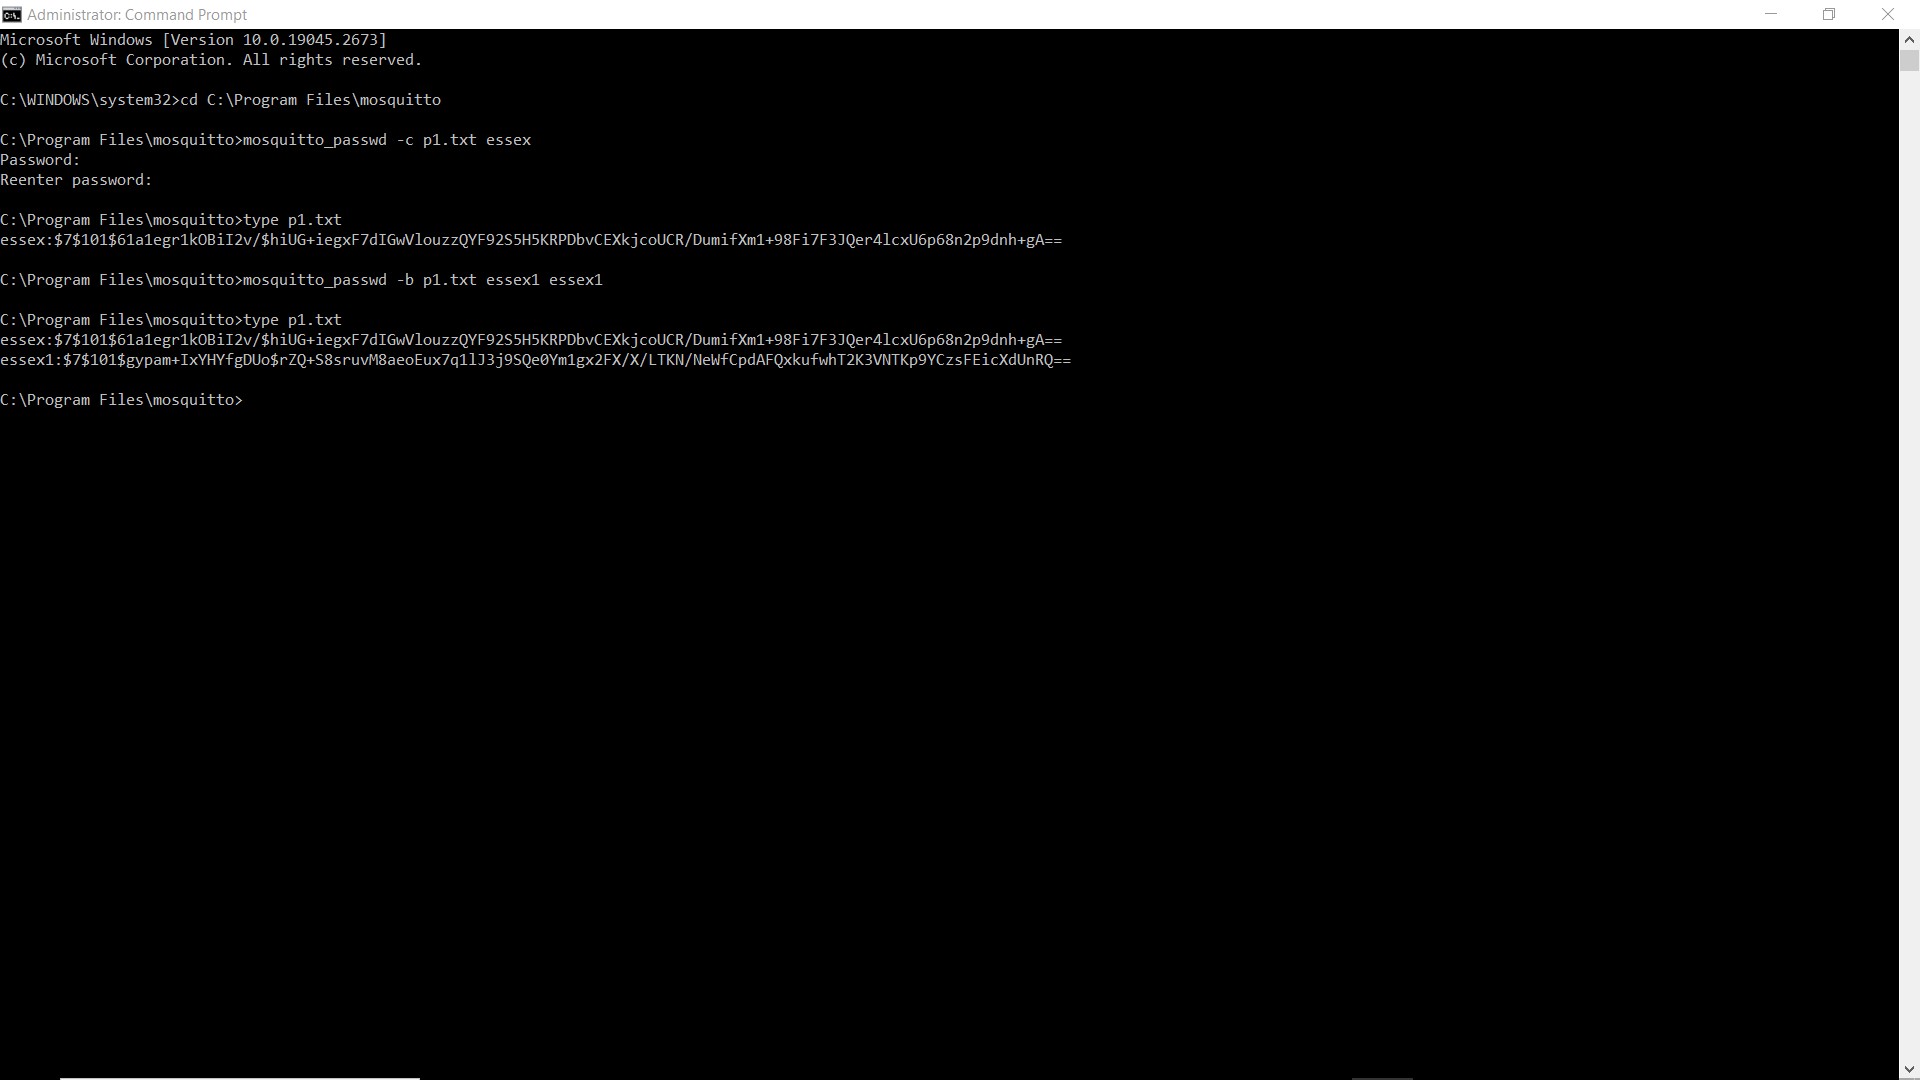 Administrator: Command Prompt
Microsoft Windows [Version 10.0.19045.2673]
(c) Microsoft Corporation. All rights reserved.
C:\WINDOWS\system32>cd C:\Program Files\mosquitto
C:\Program Files\mosquitto>mosquitto_passwd -c p1.txt essex
Password:
Reenter password:
C:\Program Files\mosquitto>type p1.txt
essex:$7$101$61a1egr1kOBiI2v/$hiUG+iegxF7dIGwVlouzzQYF92S5H5KRPDbvCEXkjcoUCR/DumifXm1+98Fi7F3JQer4lcxU6p68n2p9dnh+gA==
C:\Program Files\mosquitto>mosquitto_passwd -b p1.txt essex1 essex1
C:\Program Files\mosquitto>type p1.txt
essex:$7$101$61a1egr1kOBiI2v/$hiUG+iegxF7dIGwVlouzzQYF92S5H5KRPDbvCEXkjcoUCR/DumifXm1+98Fi7F3JQer4lcxU6p68n2p9dnh+gA==
essex1:$7$101$gypam+IxYHYfgDUo$rZQ+S8sruvM8aeoEux7q1lJ3j9SQe0Ym1gx2FX/X/LTKN/NeWfCpdAFQxkufwhT2K3VNTKp9YCzsFEicXdUnRQ==
C:\Program Files\mosquitto>